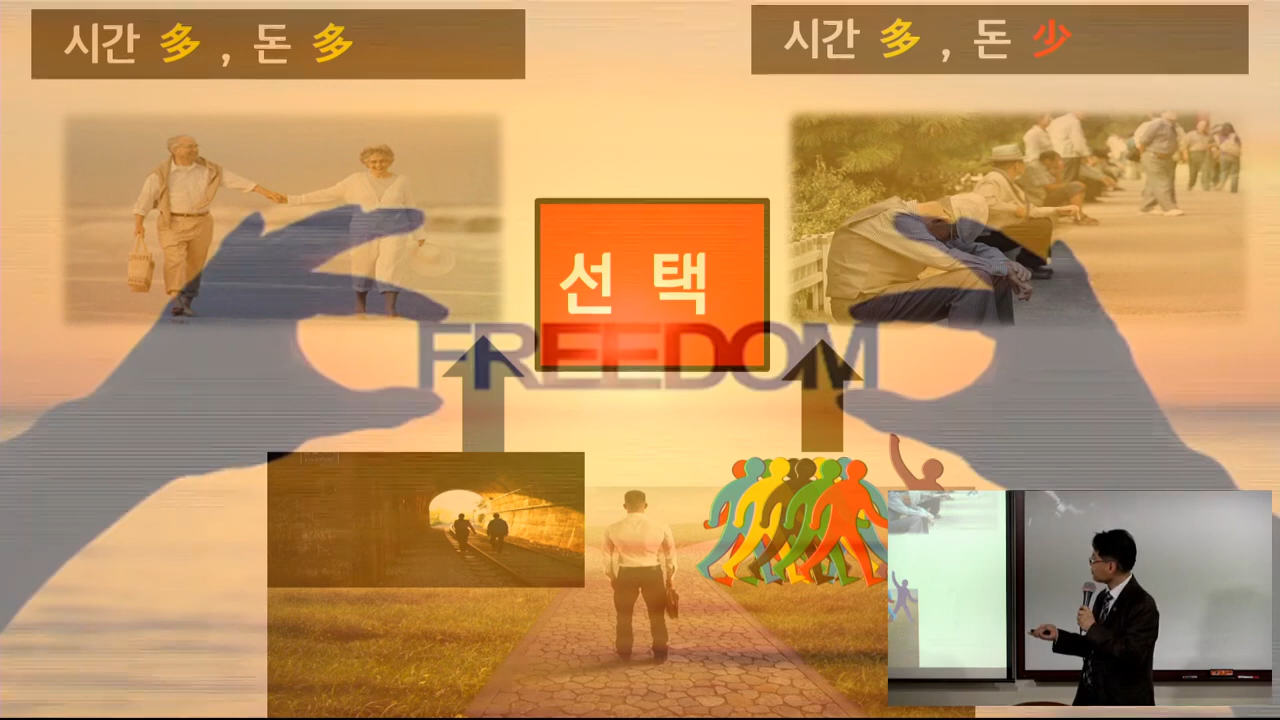 시간 多 , 돈 多
시간 多 , 돈 少
선 택
FREEDOM